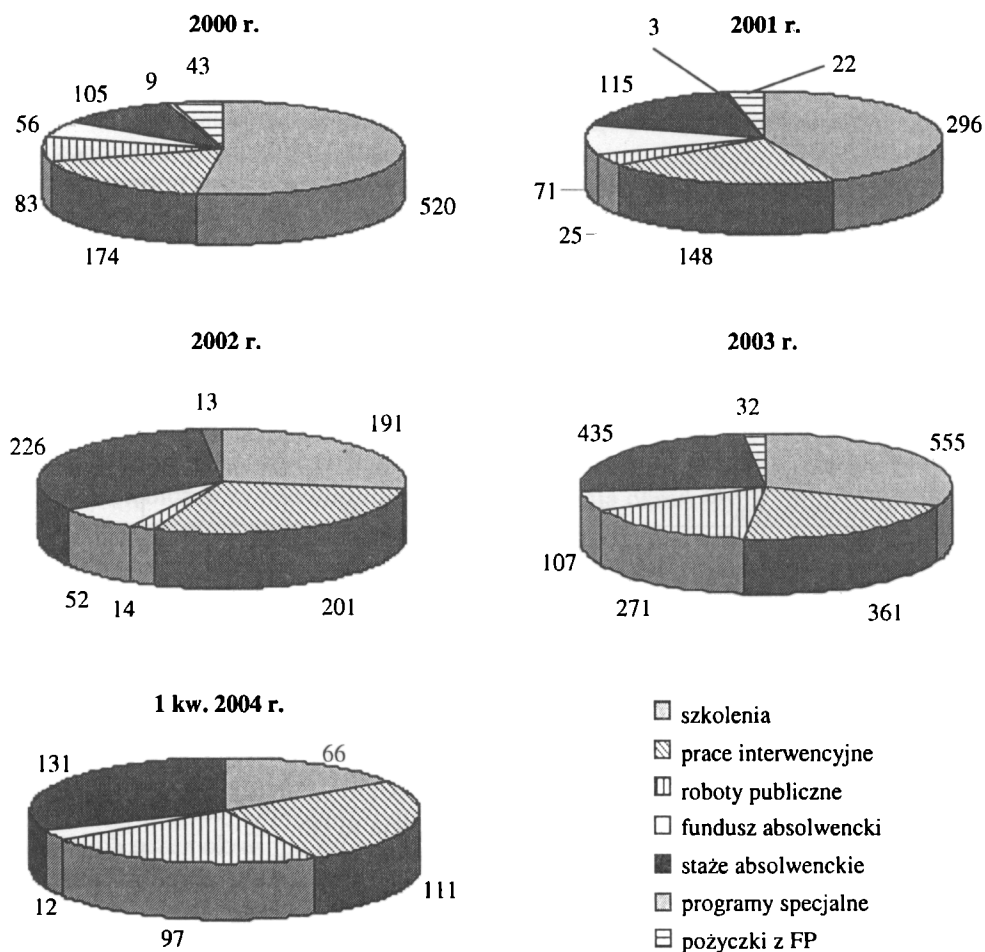 2000 r.
43
9
105
56
83
174
520
2001 r.
3
22
115
296
71
25
148
2002 r.
13
191
226
52
14
201
2003 r.
32
435
555
107
271
361
1 kw. 2004 r.
66
131
12
97
111
szkolenia
prace interwencyjne
roboty publiczne
fundusz absolwencki
staże absolwenckie
programy specjalne
pożyczki z FP